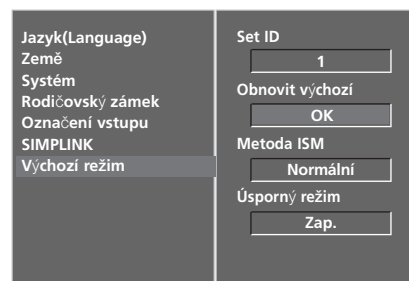 Jazyk(Language)
Země
Systém
Rodičovský zámek
Označení vstupu
SIMPLINK
Výchozí režim
Set ID
1
Obnovit výchozí
OK
Metoda ISM
Normální
Úsporný režim
Zap.